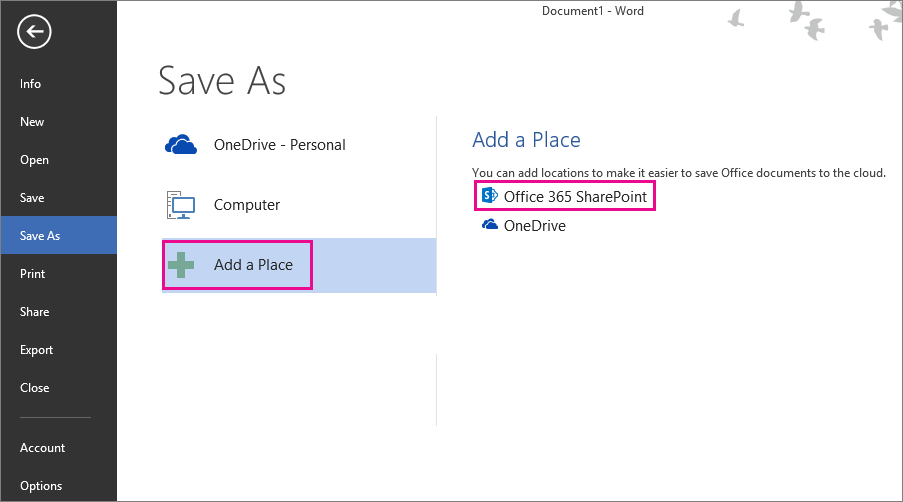 Document1 - Word
Info
New
Open
Save
Save As
Print
Share
Export
Close
Account
Options
Save As
OneDrive - Personal
Computer
Add a Place
Add a Place
You can add locations to make it easier to save Office documents to the cloud.
Office 365 SharePoint
OneDrive